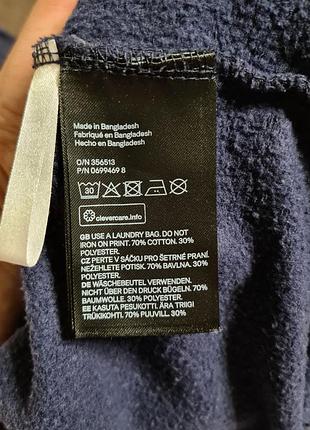 Made in Bangladesh
Fabriqué en Bangladesh
Hecho en Bangladesh
O/N 356513
P/N 0699469 8
30
clevercare.info
GB USE A LAUNDRY BAG. DO NOT
IRON ON PRINT. 70% COTTON. 30%
POLYESTER.
CZ PERTE V SÁČKU PRO ŠETRNÉ PRANÍ.
NEŽEHLETE POTISK. 70% BAVLNA. 30%
POLYESTER.
DE WÄSCHEBEUTEL VERWENDEN.
NICHT ÜBER DEN DRUCK BÜGELN. 70%
BAUMWOLLE. 30% POLYESTER.
EE KASUTA PESUKOTTI. ÄRA TRIIGI
TRÜKIKOHTI. 70% PUUVILL. 30%